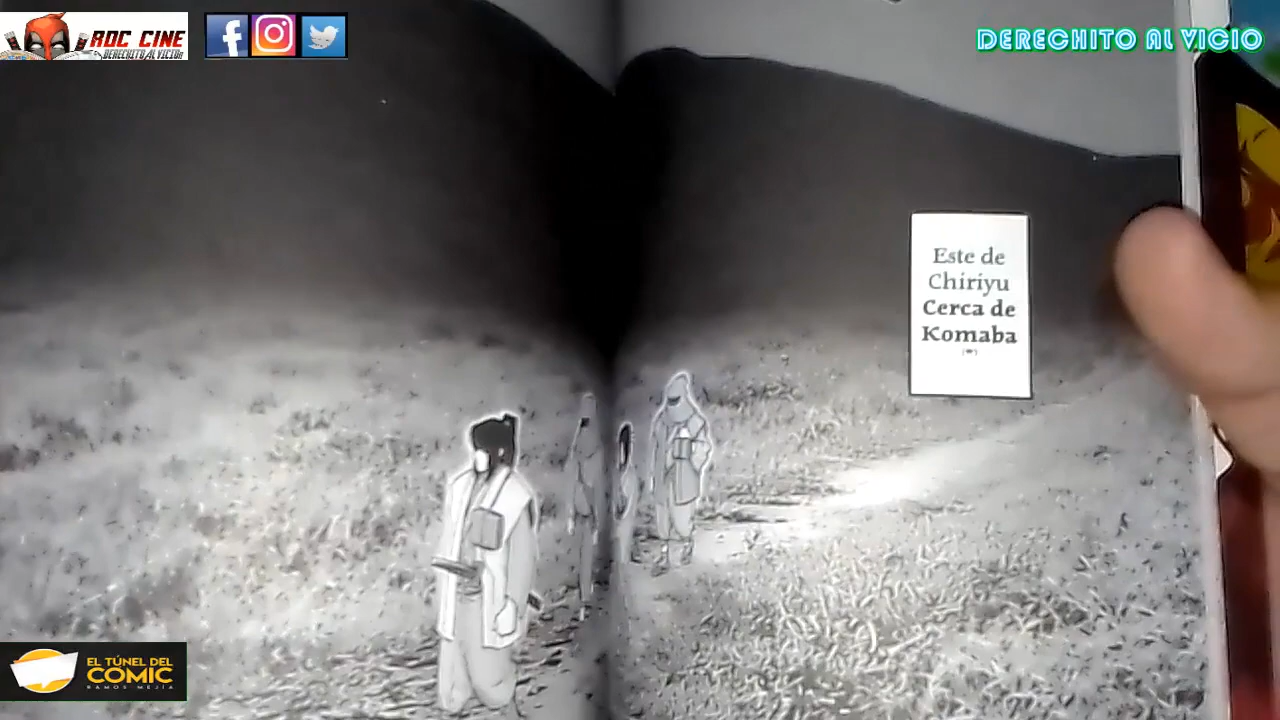 ROC CINE
DERECHITO AL VICIO
DERECHITO AL VICIO
Este de
Chiriyu
Cerca de
Komaba
EL TÚNEL DEL
COMIC
RAMOS MEJÍA